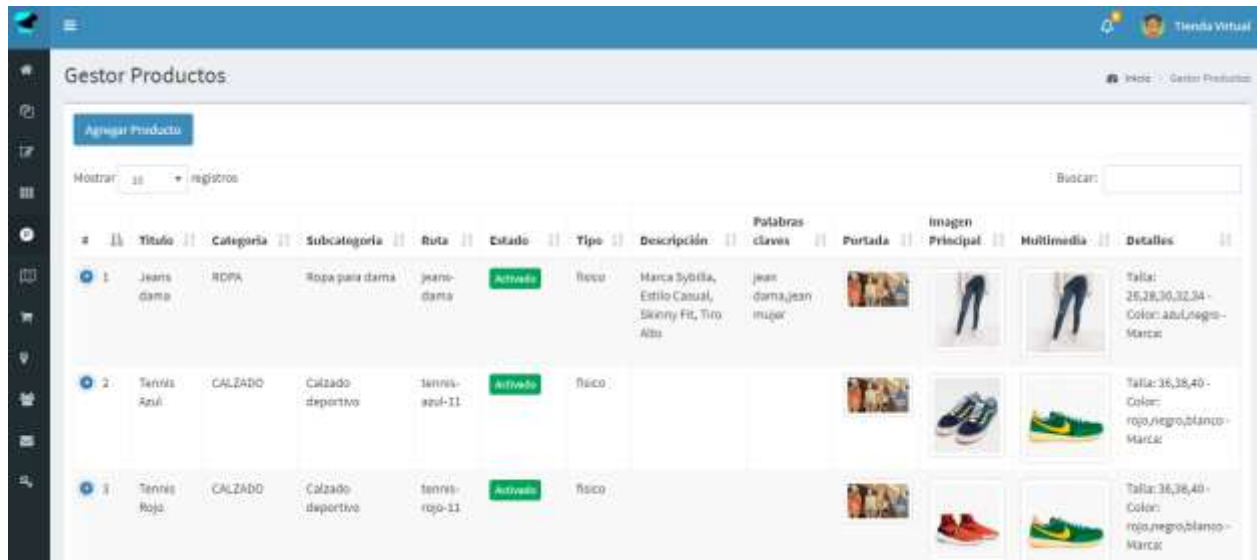 Tienda Virtual
Gestor Productos
Inicio Gestor Productos
Agregar Producto
Mostrar 10 registros
Buscar:
# Titulo Categoria Subcategoria Ruta Estado Tipo Descripción Palabras claves Portada Imagen Principal Multimedia Detalles
1 Jeans dama ROPA Ropa para dama jeans-dama Activado fisico Marca Sybilla, Estilo Casual, Skinny Fit, Tiro Alto jean dama,jean mujer Talla: 26,28,30,32,34 - Color: azul,negro - Marca:
2 Tennis Azul CALZADO Calzado deportivo tennis-azul-11 Activado fisico Talla: 36,38,40 - Color: rojo,negro,blanco - Marca:
3 Tennis Rojo CALZADO Calzado deportivo tennis-rojo-11 Activado fisico Talla: 36,38,40 - Color: rojo,negro,blanco - Marca: